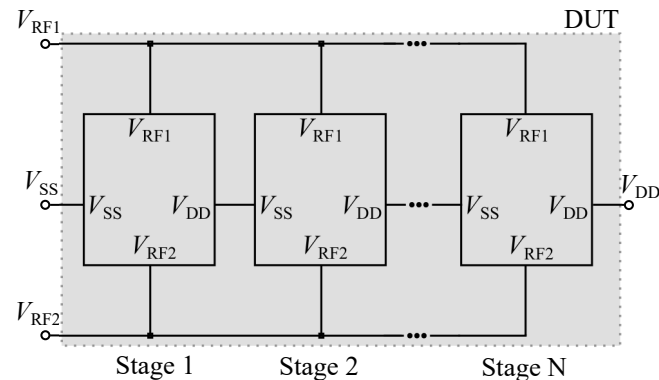 V_RF1 DUT
V_RF1 V_RF1 V_RF1
V_SS V_DD
V_SS V_DD V_SS V_DD V_SS V_DD
V_RF2 V_RF2 V_RF2
V_RF2
Stage 1 Stage 2 Stage N